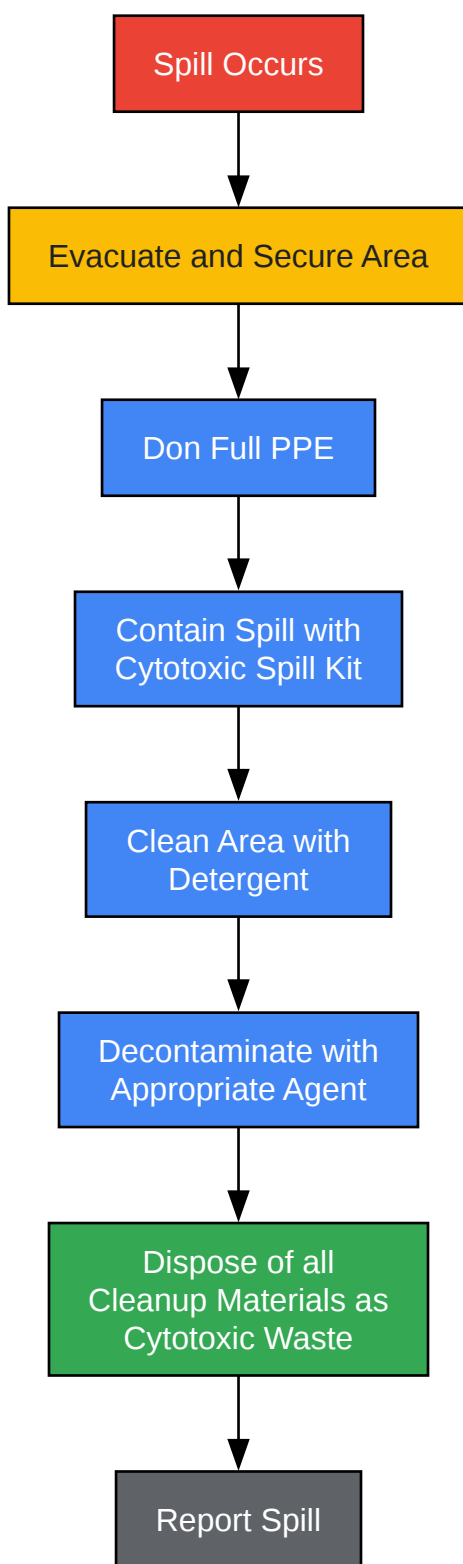 Spill Occurs
Evacuate and Secure Area
Don Full PPE
Contain Spill with
Cytotoxic Spill Kit
Clean Area with
Detergent
Decontaminate with
Appropriate Agent
Dispose of all
Cleanup Materials as
Cytotoxic Waste
Report Spill